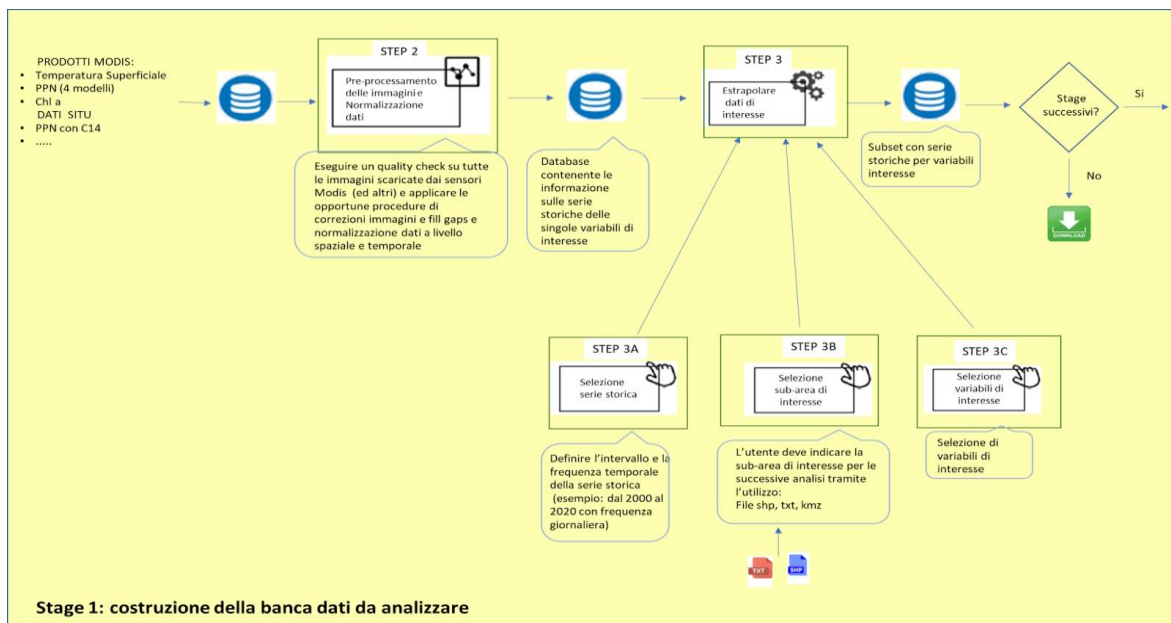 PRODOTTI MODIS:
• Temperatura Superficiale
• PPN (4 modelli)
• Chl a
DATI SITU
• PPN con C14
• .....
STEP 2
Pre-processamento
delle immagini e
Normalizzazione
dati
Eseguire un quality check su tutte
le immagini scaricate dai sensori
Modis (ed altri) e applicare le
opportune procedure di
correzioni immagini e fill gaps e
normalizzazione dati a livello
spaziale e temporale
Database
contenente le
informazione
sulle serie
storiche delle
singole variabili di
interesse
STEP 3
Estrapolare
dati di
interesse
Subset con serie
storiche per variabili
interesse
Stage
successivi?
Si
No
DOWNLOAD
STEP 3A
Selezione
serie storica
Definire l'intervallo e la
frequenza temporale
della serie storica
(esempio: dal 2000 al
2020 con frequenza
giornaliera)
STEP 3B
Selezione
sub-area di
interesse
L'utente deve indicare la
sub-area di interesse per le
successive analisi tramite
l'utilizzo:
File shp, txt, kmz
TXT
SHP
STEP 3C
Selezione
variabili di
interesse
Selezione di
variabili di
interesse
Stage 1: costruzione della banca dati da analizzare